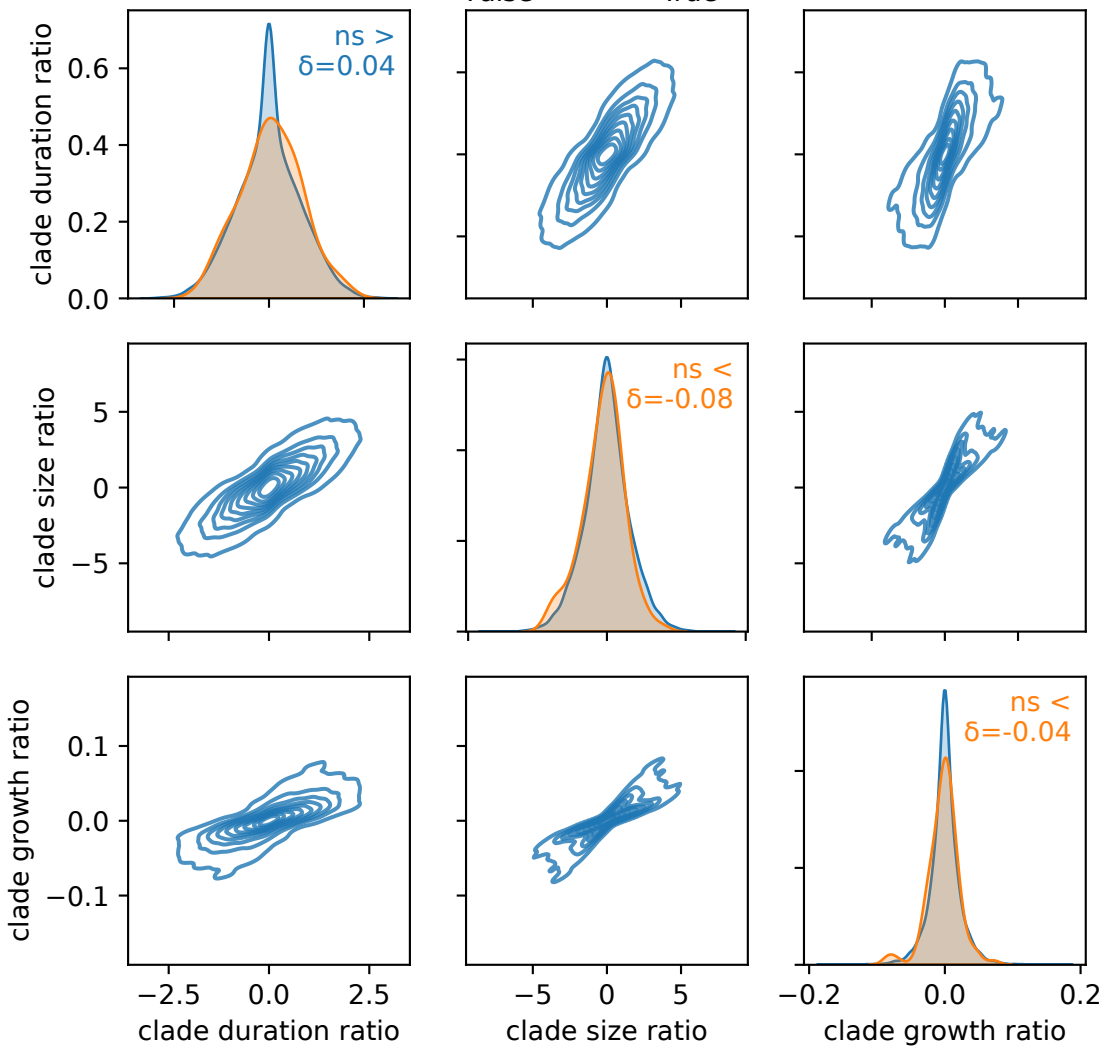 clade duration ratio
0.6
0.4
0.2
0.0
ns >
δ=0.04
clade size ratio
5
0
−5
ns <
δ=-0.08
clade growth ratio
0.1
0.0
−0.1
ns <
δ=-0.04
−2.5 0.0 2.5
clade duration ratio
−5 0 5
clade size ratio
−0.2 0.0 0.2
clade growth ratio